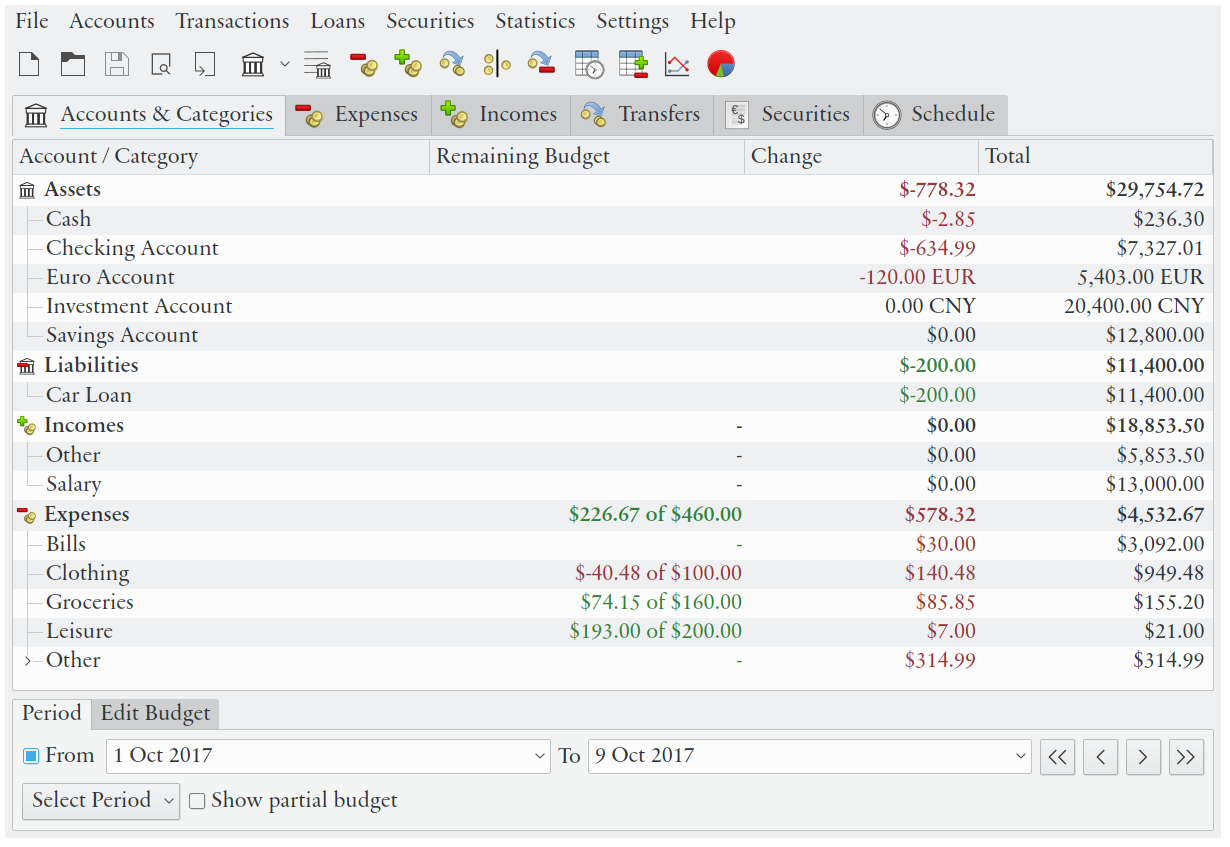 File Accounts Transactions Loans Securities Statistics Settings Help
Accounts & Categories Expenses Incomes Transfers €$ Securities Schedule
Account / Category Remaining Budget Change Total
Assets $-778.32 $29,754.72
Cash $-2.85 $236.30
Checking Account $-634.99 $7,327.01
Euro Account -120.00 EUR 5,403.00 EUR
Investment Account 0.00 CNY 20,400.00 CNY
Savings Account $0.00 $12,800.00
Liabilities $-200.00 $11,400.00
Car Loan $-200.00 $11,400.00
Incomes - $0.00 $18,853.50
Other - $0.00 $5,853.50
Salary - $0.00 $13,000.00
Expenses $226.67 of $460.00 $578.32 $4,532.67
Bills - $30.00 $3,092.00
Clothing $-40.48 of $100.00 $140.48 $949.48
Groceries $74.15 of $160.00 $85.85 $155.20
Leisure $193.00 of $200.00 $7.00 $21.00
Other - $314.99 $314.99
Period Edit Budget
From 1 Oct 2017 To 9 Oct 2017 << < > >>
Select Period Show partial budget